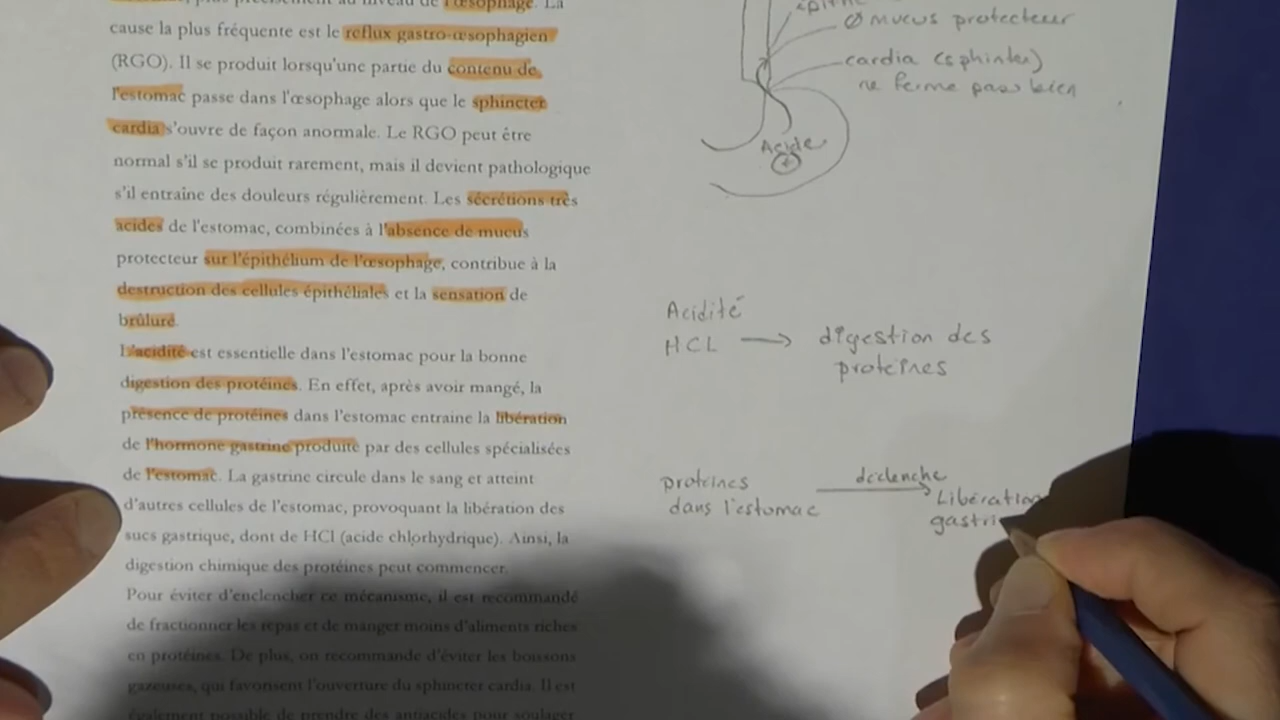 l'œsophage. La
cause la plus fréquente est le reflux gastro-œsophagien
(RGO). Il se produit lorsqu'une partie du contenu de
l'estomac passe dans l'œsophage alors que le sphincter
cardia s'ouvre de façon anormale. Le RGO peut être
normal s'il se produit rarement, mais il devient pathologique
s'il entraîne des douleurs régulièrement. Les sécrétions très
acides de l'estomac, combinées à l'absence de mucus
protecteur sur l'épithélium de l'œsophage, contribue à la
destruction des cellules épithéliales et la sensation de
brûlure.
L'acidité est essentielle dans l'estomac pour la bonne
digestion des protéines. En effet, après avoir mangé, la
présence de protéines dans l'estomac entraine la libération
de l'hormone gastrine produite par des cellules spécialisées
de l'estomac. La gastrine circule dans le sang et atteint
d'autres cellules de l'estomac, provoquant la libération des
sucs gastrique, dont de HCl (acide chlorhydrique). Ainsi, la
digestion chimique des protéines peut commencer.
Pour éviter d'enclencher ce mécanisme, il est recommandé
de fractionner les repas et de manger moins d'aliments riches
en protéines. De plus, on recommande d'éviter les boissons
gazeuses, qui favorisent l'ouverture du sphincter cardia. Il est
également possible de prendre des antiacides pour soulager
Ø mucus protecteur
cardia (sphinter)
ne ferme pas bien
Acide
+
Acidité
HCL → digestion des
protéines
protéines
dans l'estomac
déclenche
Libération
gastri